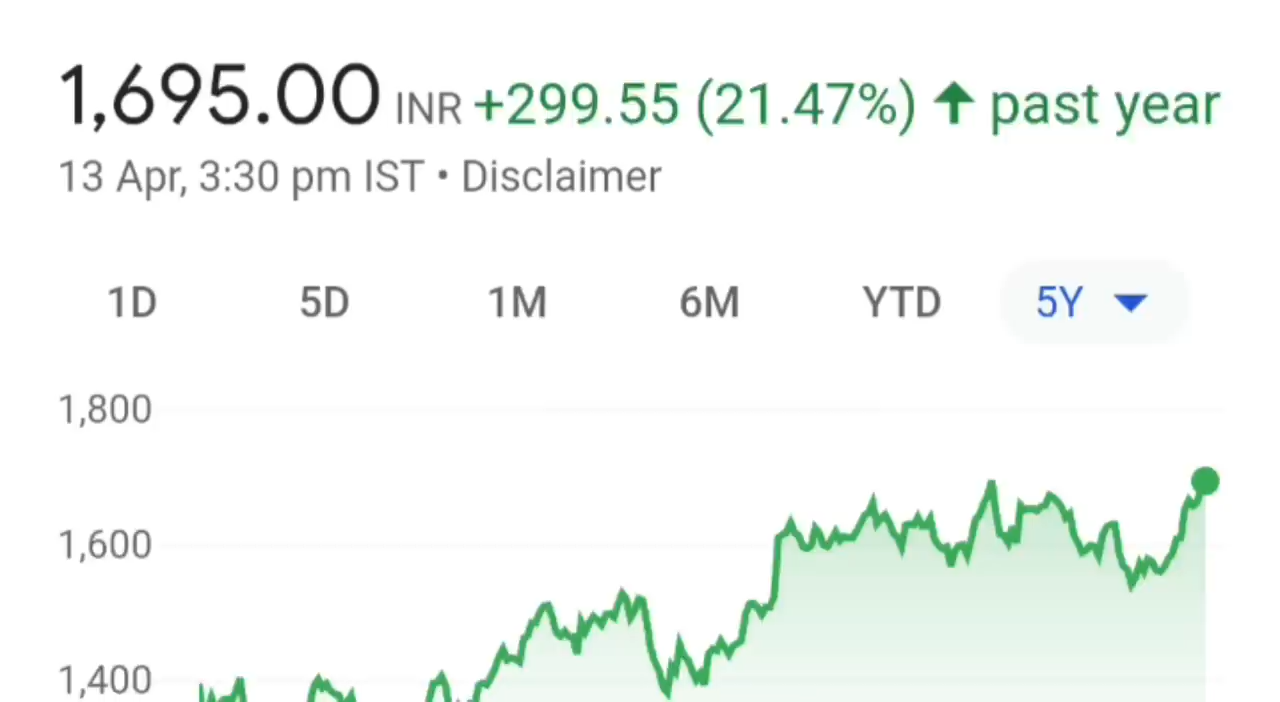 1,695.00 INR +299.55 (21.47%) ↑ past year
13 Apr, 3:30 pm IST • Disclaimer
1D 5D 1M 6M YTD 5Y
1,800
1,600
1,400